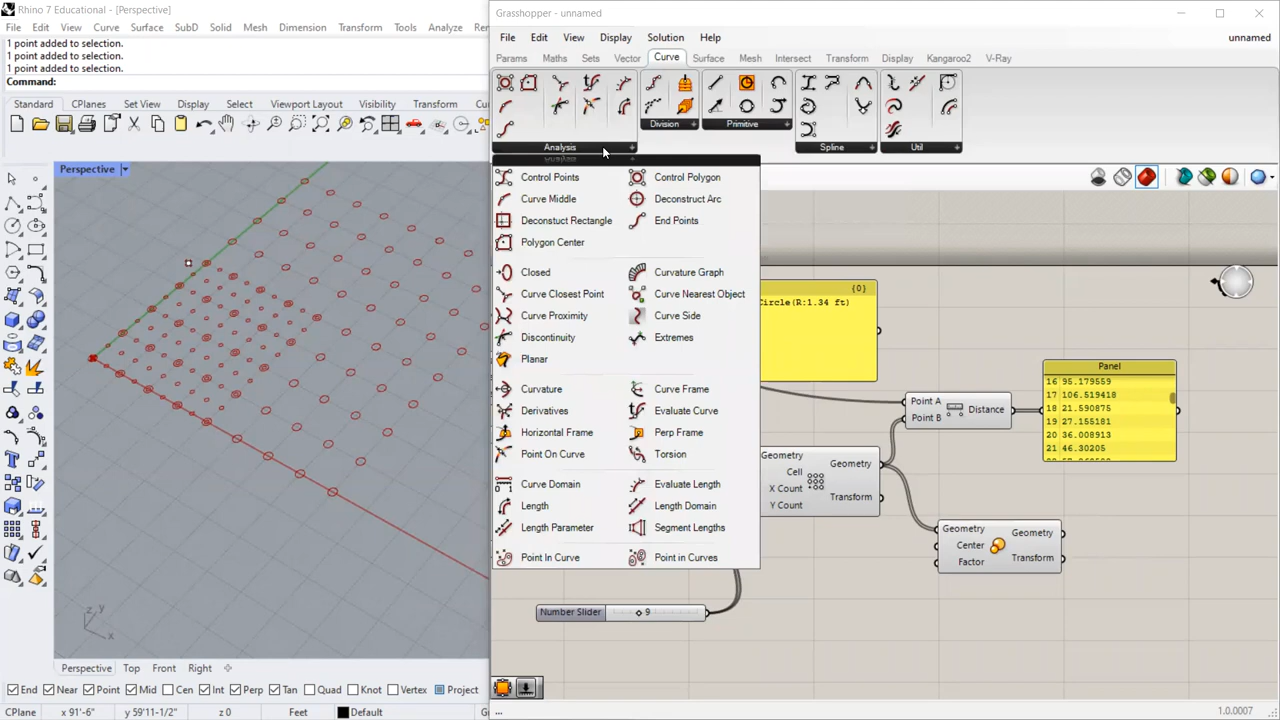 Rhino 7 Educational - [Perspective]
File Edit View Curve Surface SubD Solid Mesh Dimension Transform Tools Analyze Ren
1 point added to selection.
1 point added to selection.
1 point added to selection.
Command:
Standard CPlanes Set View Display Select Viewport Layout Visibility Transform Cu
Perspective
z
y
x
Perspective Top Front Right
End Near Point Mid Cen Int Perp Tan Quad Knot Vertex Project
CPlane x 91'-6" y 59'11-1/2" z 0 Feet Default
Grasshopper - unnamed
File Edit View Display Solution Help unnamed
Params Maths Sets Vector Curve Surface Mesh Intersect Transform Display Kangaroo2 V-Ray
Division Primitive
Analysis Spline Util
Control Points Control Polygon
Curve Middle Deconstruct Arc
Deconstuct Rectangle End Points
Polygon Center
Closed Curvature Graph
Curve Closest Point Curve Nearest Object
Curve Proximity Curve Side
Discontinuity Extremes
Planar
Curvature Curve Frame
Derivatives Evaluate Curve
Horizontal Frame Perp Frame
Point On Curve Torsion
Curve Domain Evaluate Length
Length Length Domain
Length Parameter Segment Lengths
Point In Curve Point in Curves
{0}
Circle(R:1.34 ft)
Point A
Point B
Distance
Panel
16 95.179559
17 106.519418
18 21.590875
19 27.155181
20 36.008913
21 46.30205
Geometry
Cell
X Count
Y Count
Geometry
Transform
Geometry
Center
Factor
Geometry
Transform
Number Slider 9
... 1.0.0007